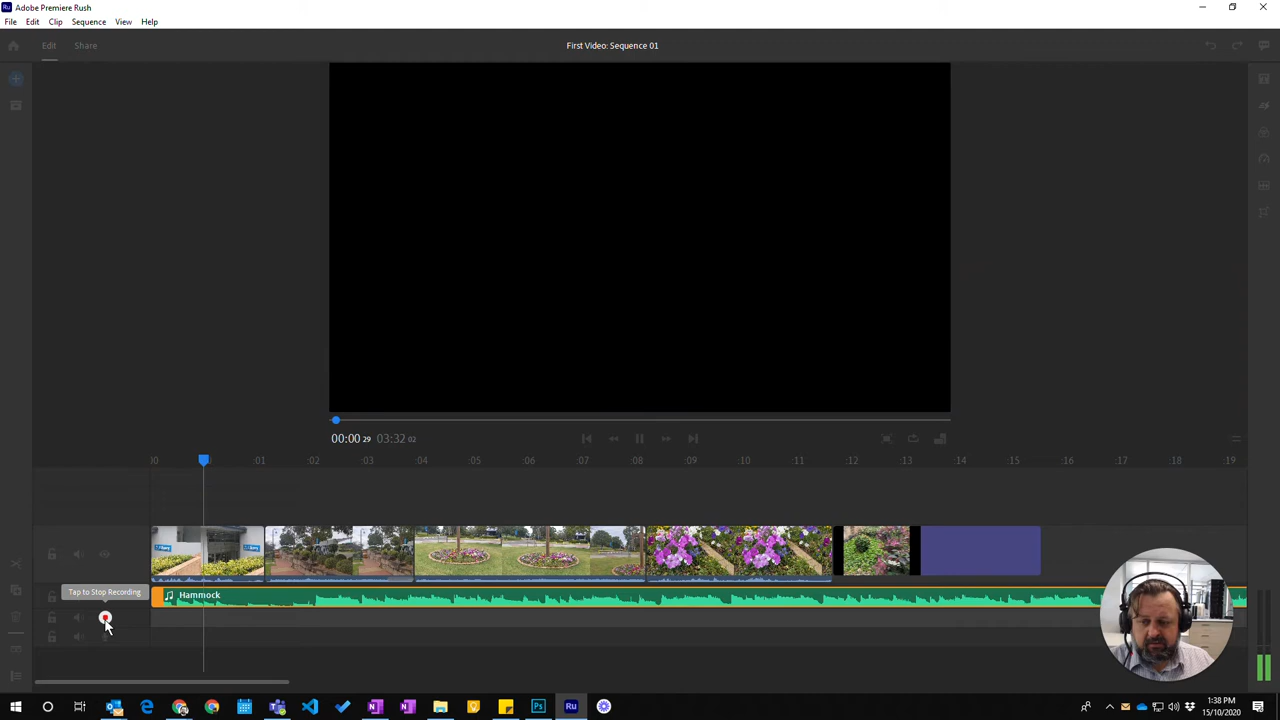 Adobe Premiere Rush
File Edit Clip Sequence View Help
Edit Share First Video: Sequence 01
00:00 29 03:32 02
:00 :01 :02 :03 :04 :05 :06 :07 :08 :09 :10 :11 :12 :13 :14 :15 :16 :17 :18 :19
Tap to Stop Recording
Hammock
Ps Ru
1:38 PM
15/10/2020